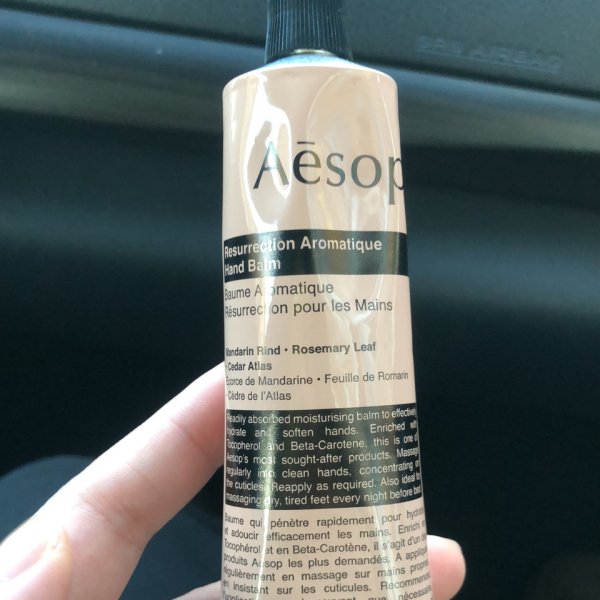 SRS AIRBAG
Aēsop
Resurrection Aromatique
Hand Balm
Baume Aromatique
Résurrection pour les Mains
Mandarin Rind • Rosemary Leaf
• Cedar Atlas
Écorce de Mandarine • Feuille de Romarin
• Cèdre de l'Atlas
Readily absorbed moisturising balm to effectively
hydrate and soften hands. Enriched with
Tocopherol and Beta-Carotene, this is one of
Aesop's most sought-after products. Massage
regularly into clean hands, concentrating on
the cuticles. Reapply as required. Also ideal for
massaging dry, tired feet every night before bed.
Baume qui pénètre rapidement pour hydrater
et adoucir efficacement les mains. Enrichi en
Tocophérol et en Beta-Carotène, il s'agit d'un des
produits Aesop les plus demandés. A appliquer
régulièrement en massage sur mains propres
en insistant sur les cuticules. Recommencer
l'application souvent que nécessaire.